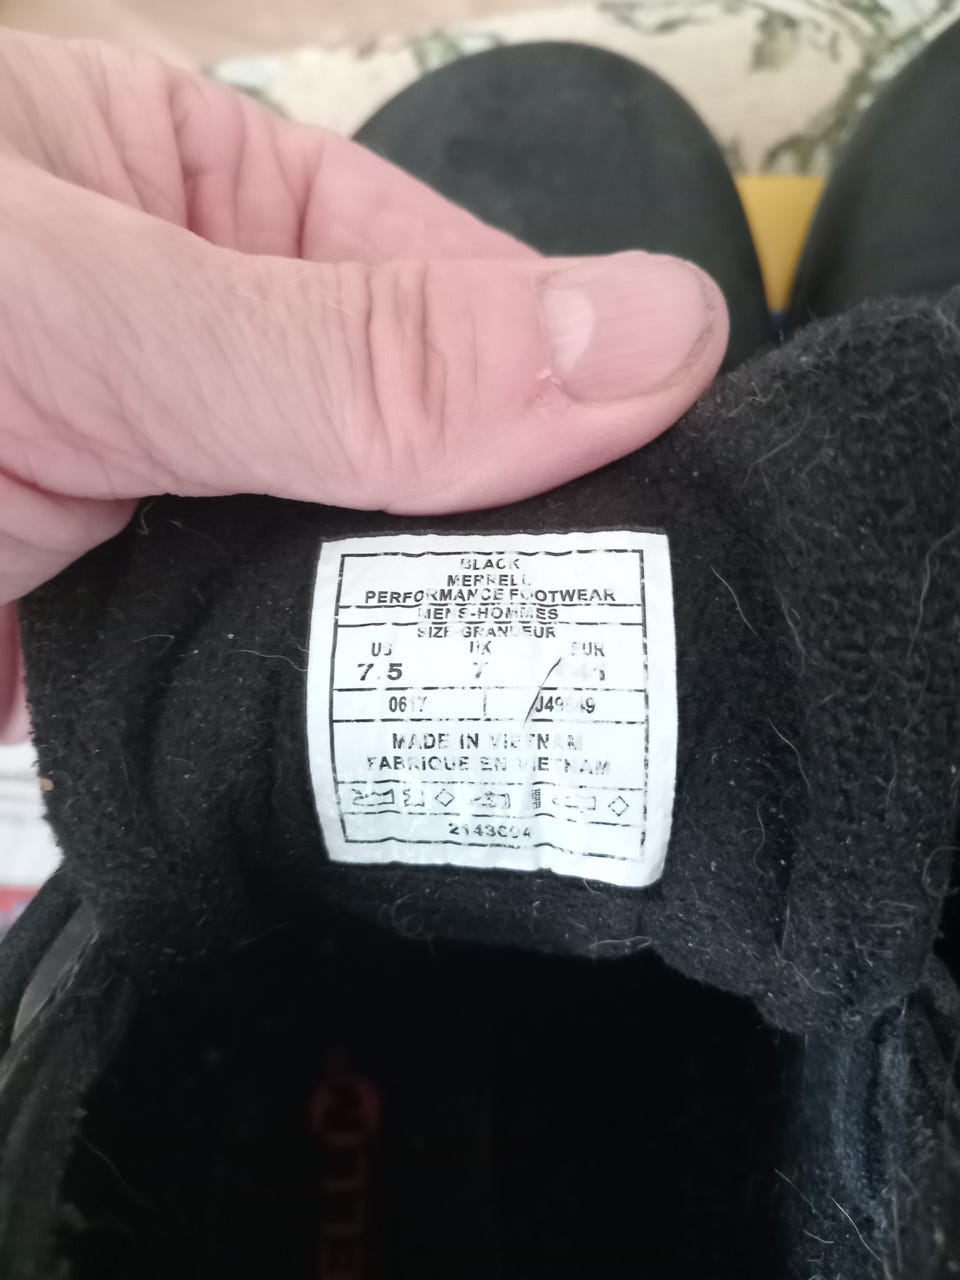 BLACK
MERRELL
PERFORMANCE FOOTWEAR
MENS-HOMMES
SIZE-GRANDEUR
US UK EUR
7.5 7
0617
MADE IN VIETNAM
FABRIQUE EN VIETNAM
ELL